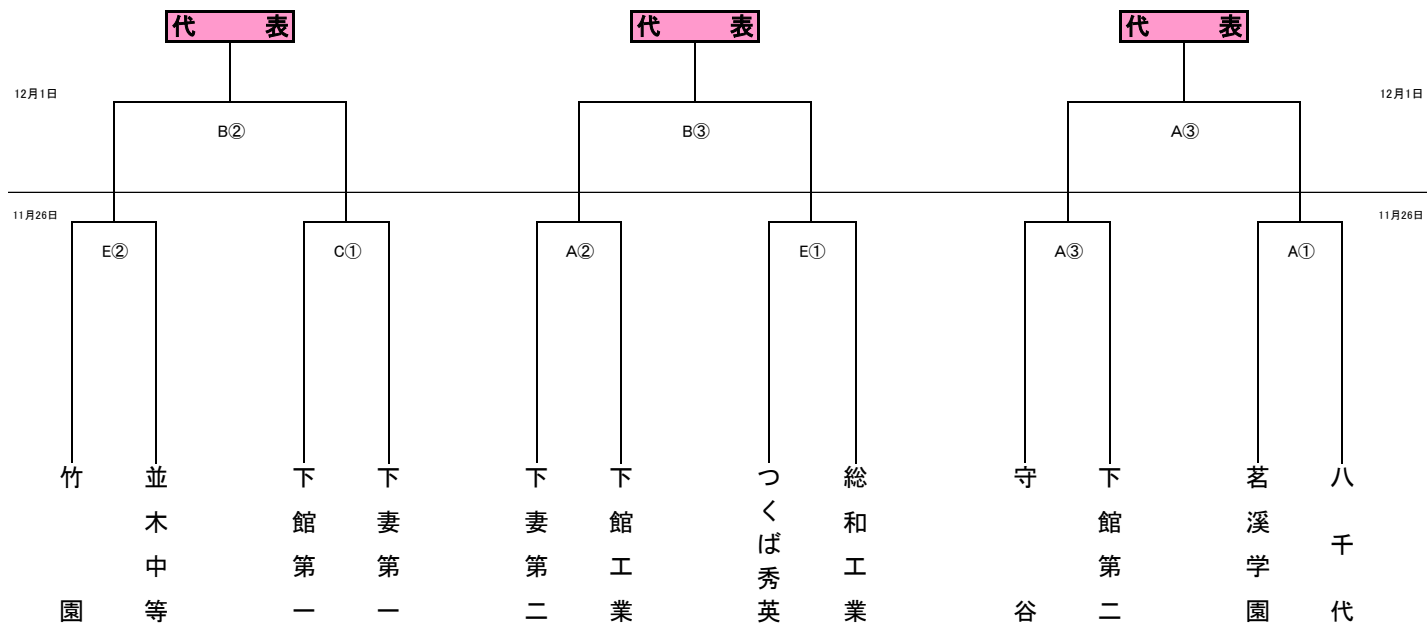 代　表
代　表
代　表
12月1日
12月1日
B②
B③
A③
11月26日
11月26日
E②
C①
A②
E①
A③
A①
竹園
並木中等
下館第一
下妻第一
下妻第二
下館工業
つくば秀英
総和工業
守谷
下館第二
茗溪学園
八千代